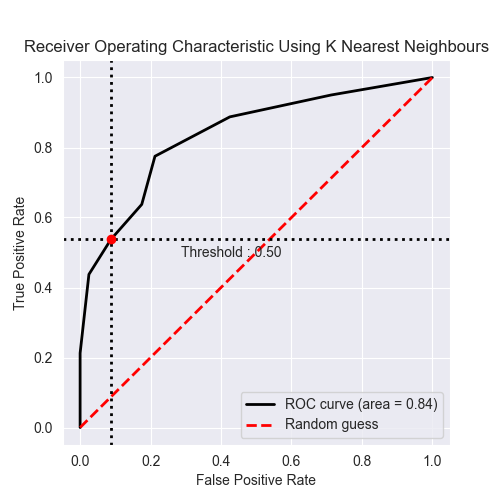 Receiver Operating Characteristic Using K Nearest Neighbours
1.0
0.8
0.6
0.4
0.2
0.0
True Positive Rate
Threshold : 0.50
ROC curve (area = 0.84)
Random guess
0.0 0.2 0.4 0.6 0.8 1.0
False Positive Rate